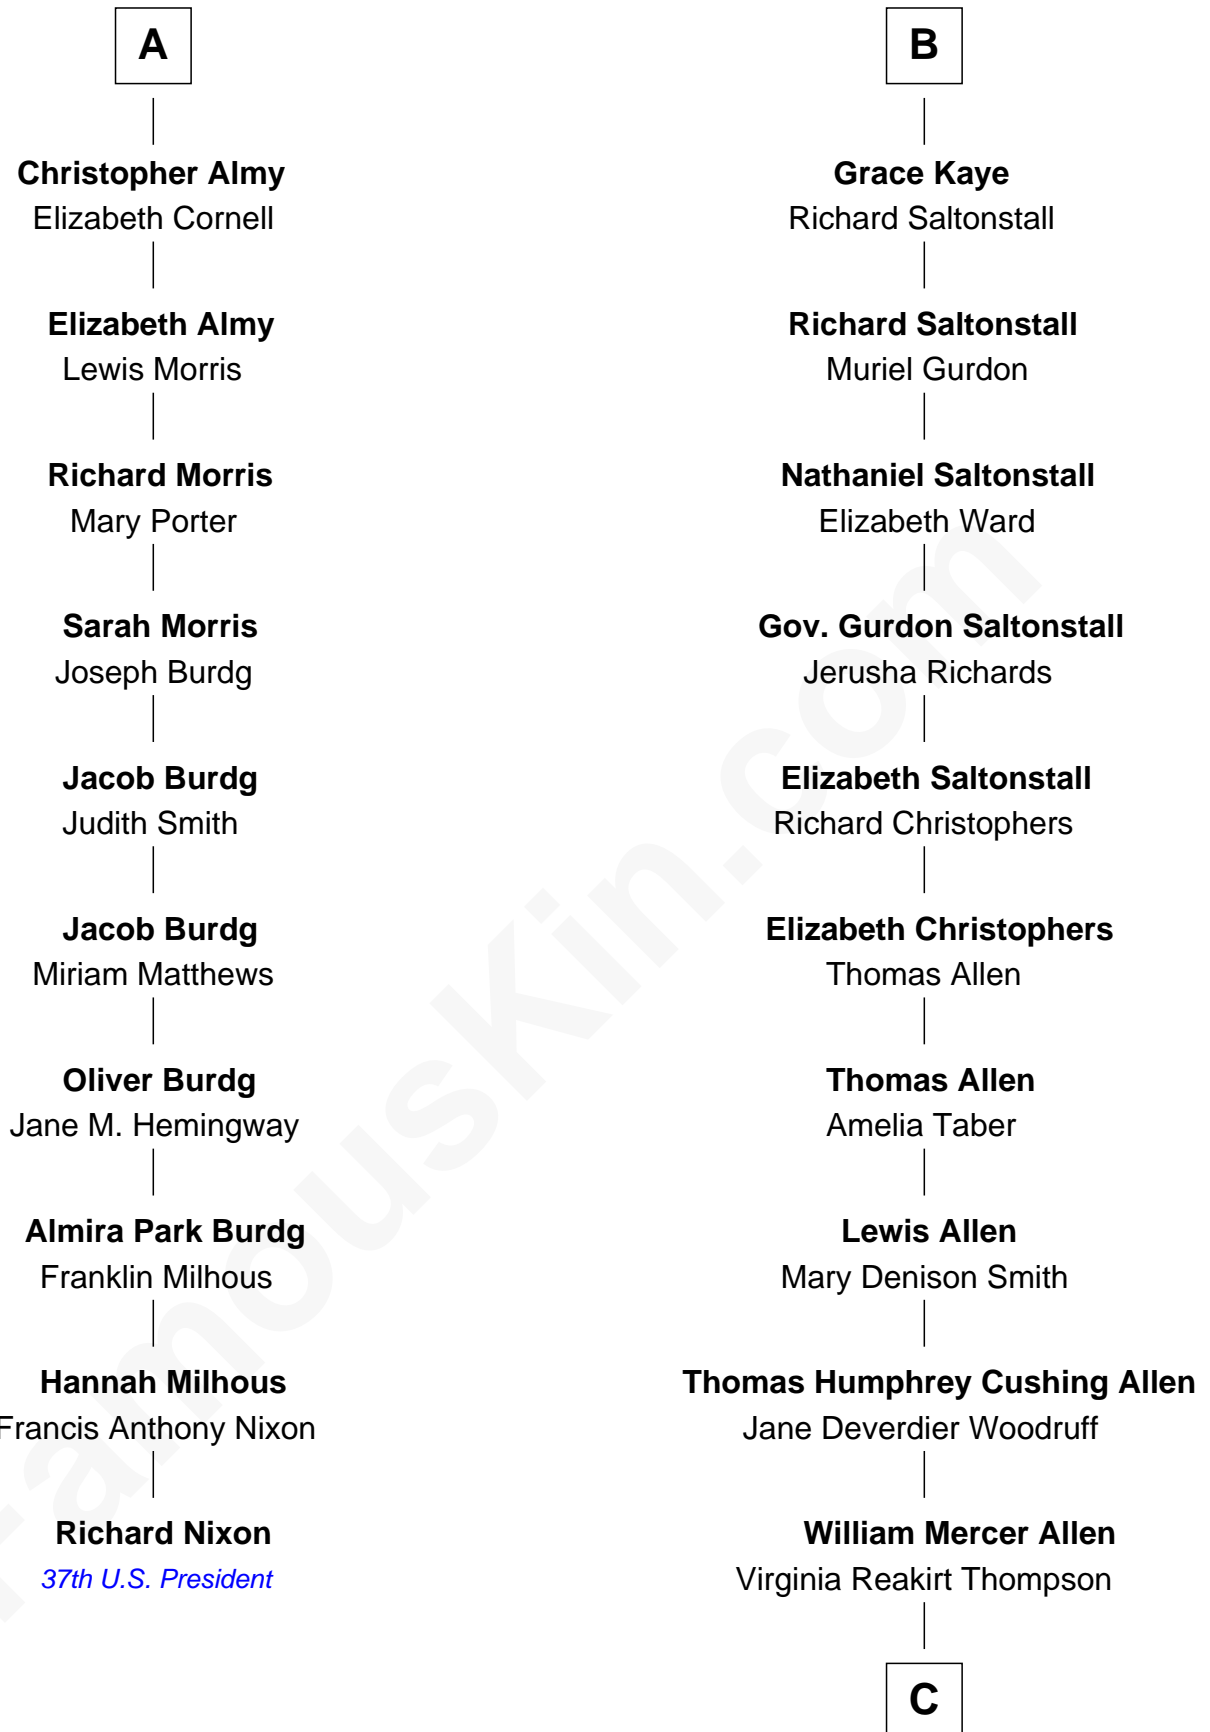 A
Christopher Almy
Elizabeth Cornell
Elizabeth Almy
Lewis Morris
Richard Morris
Mary Porter
Sarah Morris
Joseph Burdg
Jacob Burdg
Judith Smith
Jacob Burdg
Miriam Matthews
Oliver Burdg
Jane M. Hemingway
Almira Park Burdg
Franklin Milhous
Hannah Milhous
Francis Anthony Nixon
Richard Nixon
37th U.S. President
B
Grace Kaye
Richard Saltonstall
Richard Saltonstall
Muriel Gurdon
Nathaniel Saltonstall
Elizabeth Ward
Gov. Gurdon Saltonstall
Jerusha Richards
Elizabeth Saltonstall
Richard Christophers
Elizabeth Christophers
Thomas Allen
Thomas Allen
Amelia Taber
Lewis Allen
Mary Denison Smith
Thomas Humphrey Cushing Allen
Jane Deverdier Woodruff
William Mercer Allen
Virginia Reakirt Thompson
C
FamousKin.com